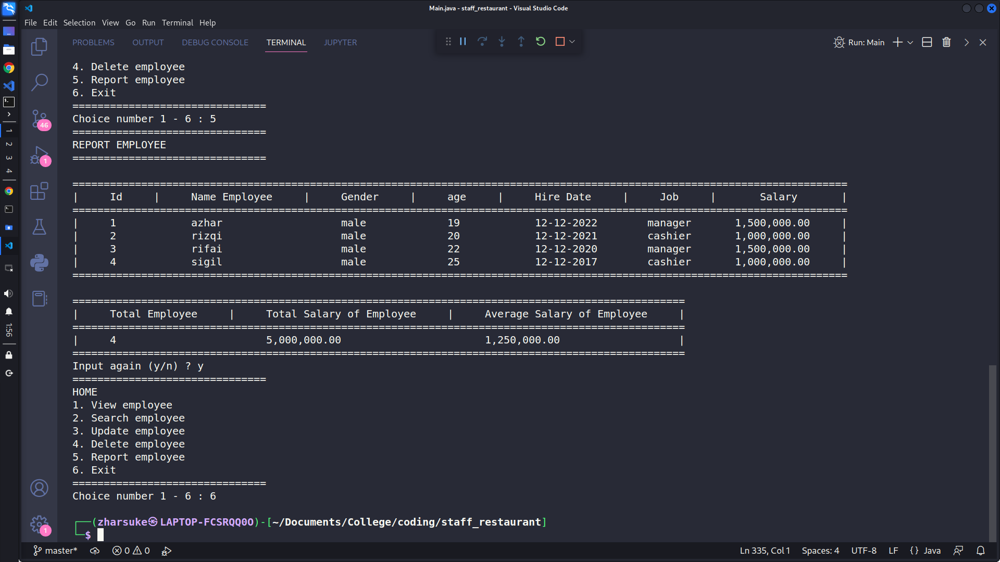 Main.java - staff_restaurant - Visual Studio Code
File Edit Selection View Go Run Terminal Help
PROBLEMS OUTPUT DEBUG CONSOLE TERMINAL JUPYTER
Run: Main
4. Delete employee
5. Report employee
6. Exit
===============================
Choice number 1 - 6 : 5
===============================
REPORT EMPLOYEE
===============================
============================================================================================================================
| Id | Name Employee | Gender | age | Hire Date | Job | Salary |
============================================================================================================================
| 1 azhar male 19 12-12-2022 manager 1,500,000.00 |
| 2 rizqi male 20 12-12-2021 cashier 1,000,000.00 |
| 3 rifai male 22 12-12-2020 manager 1,500,000.00 |
| 4 sigil male 25 12-12-2017 cashier 1,000,000.00 |
============================================================================================================================
==================================================================================================
| Total Employee | Total Salary of Employee | Average Salary of Employee |
==================================================================================================
| 4 5,000,000.00 1,250,000.00 |
==================================================================================================
Input again (y/n) ? y
===============================
HOME
1. View employee
2. Search employee
3. Update employee
4. Delete employee
5. Report employee
6. Exit
===============================
Choice number 1 - 6 : 6
┌──(zharsuke㉿LAPTOP-FCSRQQ0O)-[~/Documents/College/coding/staff_restaurant]
└─$
46
1
1
1
2
3
4
1:56
master* 0 0 Ln 335, Col 1 Spaces: 4 UTF-8 LF {} Java